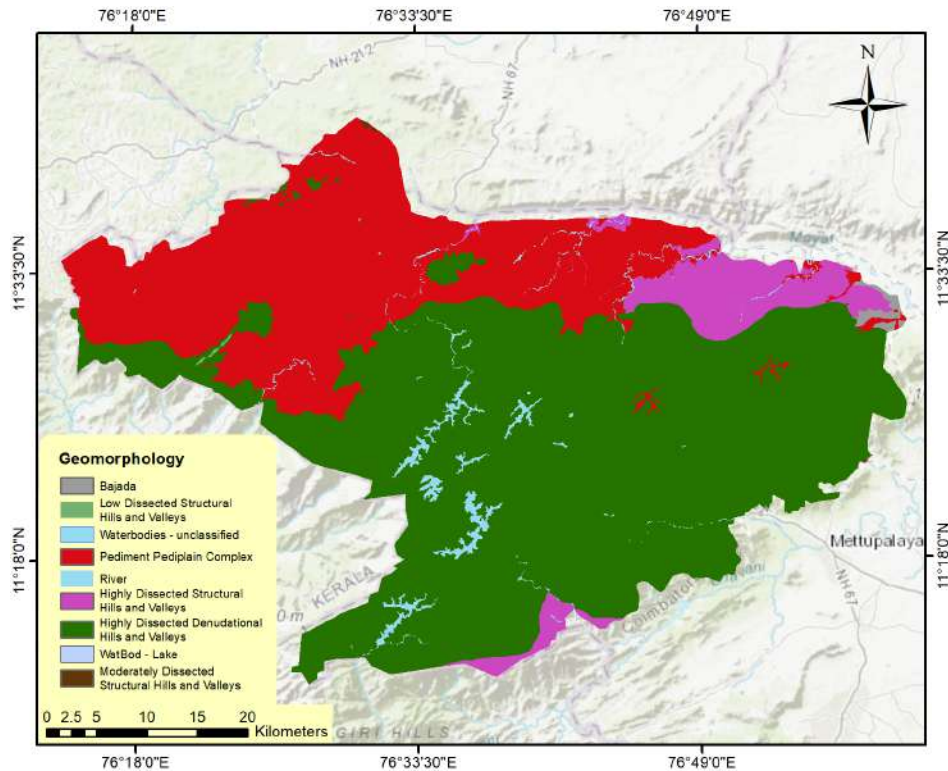 76°18'0"E 76°33'30"E 76°49'0"E
N
NH 212
NH 67
Moyar
11°33'30"N 11°33'30"N
Geomorphology
Bajada
Low Dissected Structural
Hills and Valleys
Waterbodies - unclassified
Pediment Pediplain Complex
River
Highly Dissected Structural
Hills and Valleys
Highly Dissected Denudational
Hills and Valleys
WatBod - Lake
Moderately Dissected
Structural Hills and Valleys
0 2.5 5 10 15 20
Kilometers
Mettupalaya
11°18'0"N 11°18'0"N
KERALA
0 m
Coimbator
NH 67
GIRI HILLS
76°18'0"E 76°33'30"E 76°49'0"E